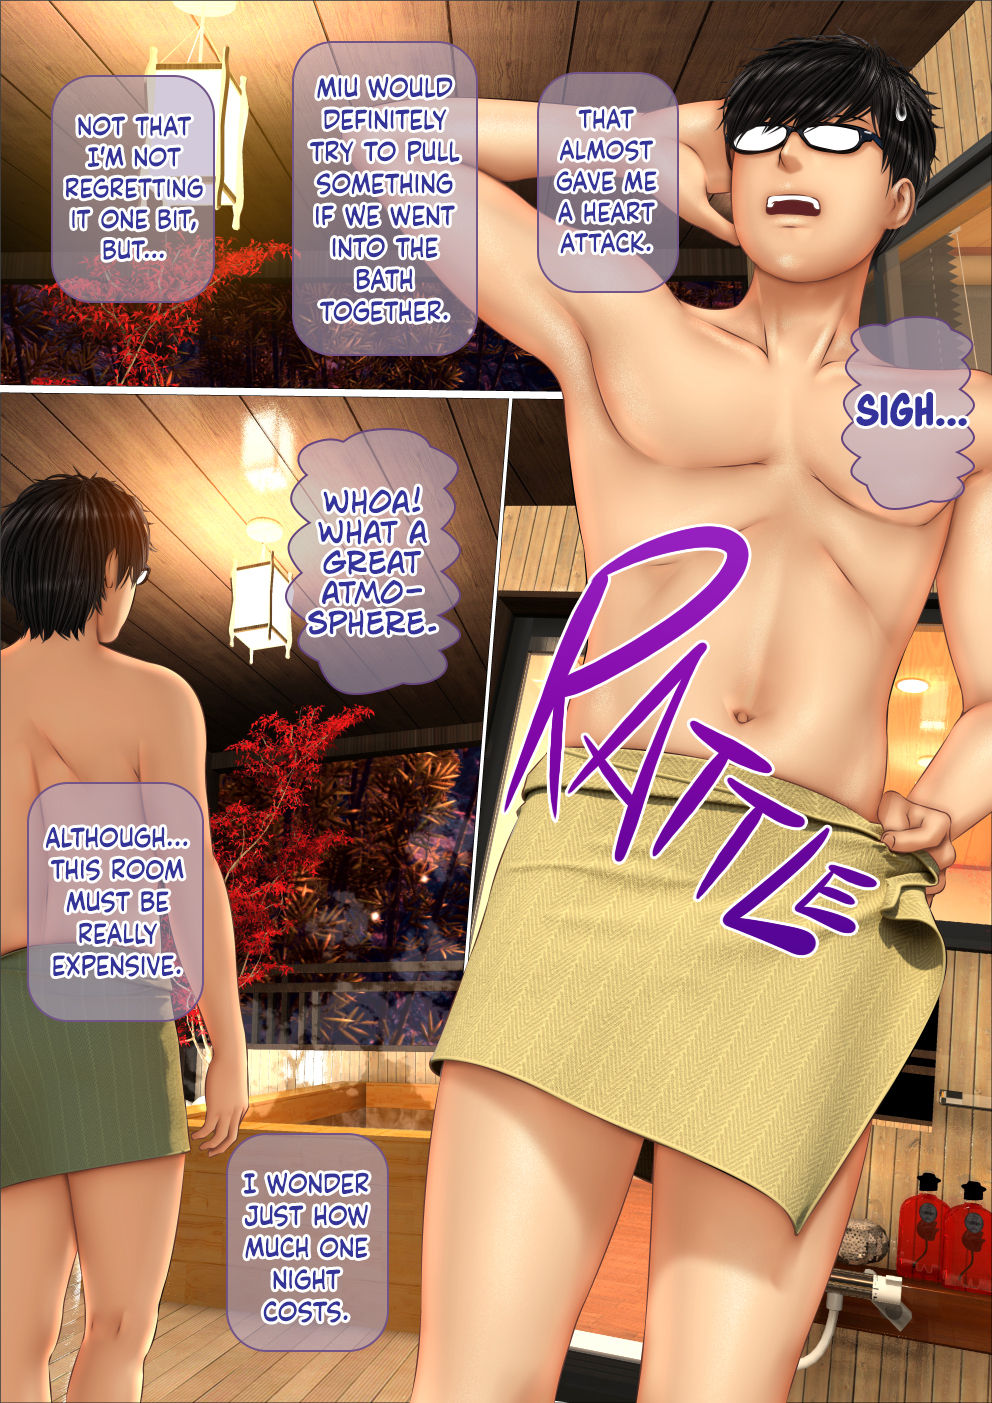 THAT
ALMOST
GAVE ME
A HEART
ATTACK.
MIU WOULD
DEFINITELY
TRY TO PULL
SOMETHING
IF WE WENT
INTO THE
BATH
TOGETHER.
NOT THAT
I'M NOT
REGRETTING
IT ONE BIT,
BUT...
SIGH...
RATTLE
WHOA!
WHAT A
GREAT
ATMO-
SPHERE.
ALTHOUGH...
THIS ROOM
MUST BE
REALLY
EXPENSIVE.
I WONDER
JUST HOW
MUCH ONE
NIGHT
COSTS.